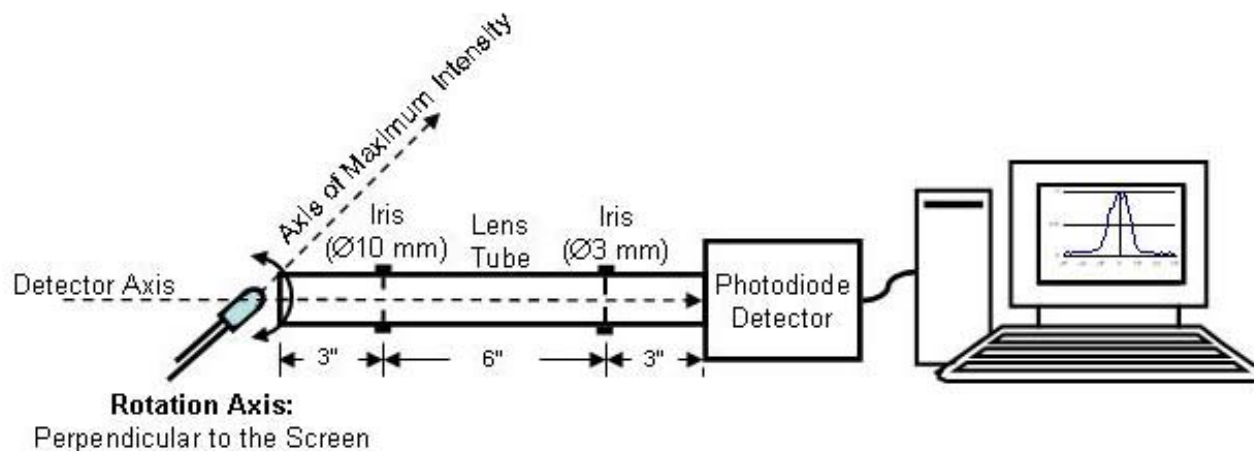 Axis of Maximum Intensity
Iris
(Ø10 mm)
Lens
Tube
Iris
(Ø3 mm)
Detector Axis
Photodiode
Detector
3"
6"
3"
Rotation Axis:
Perpendicular to the Screen